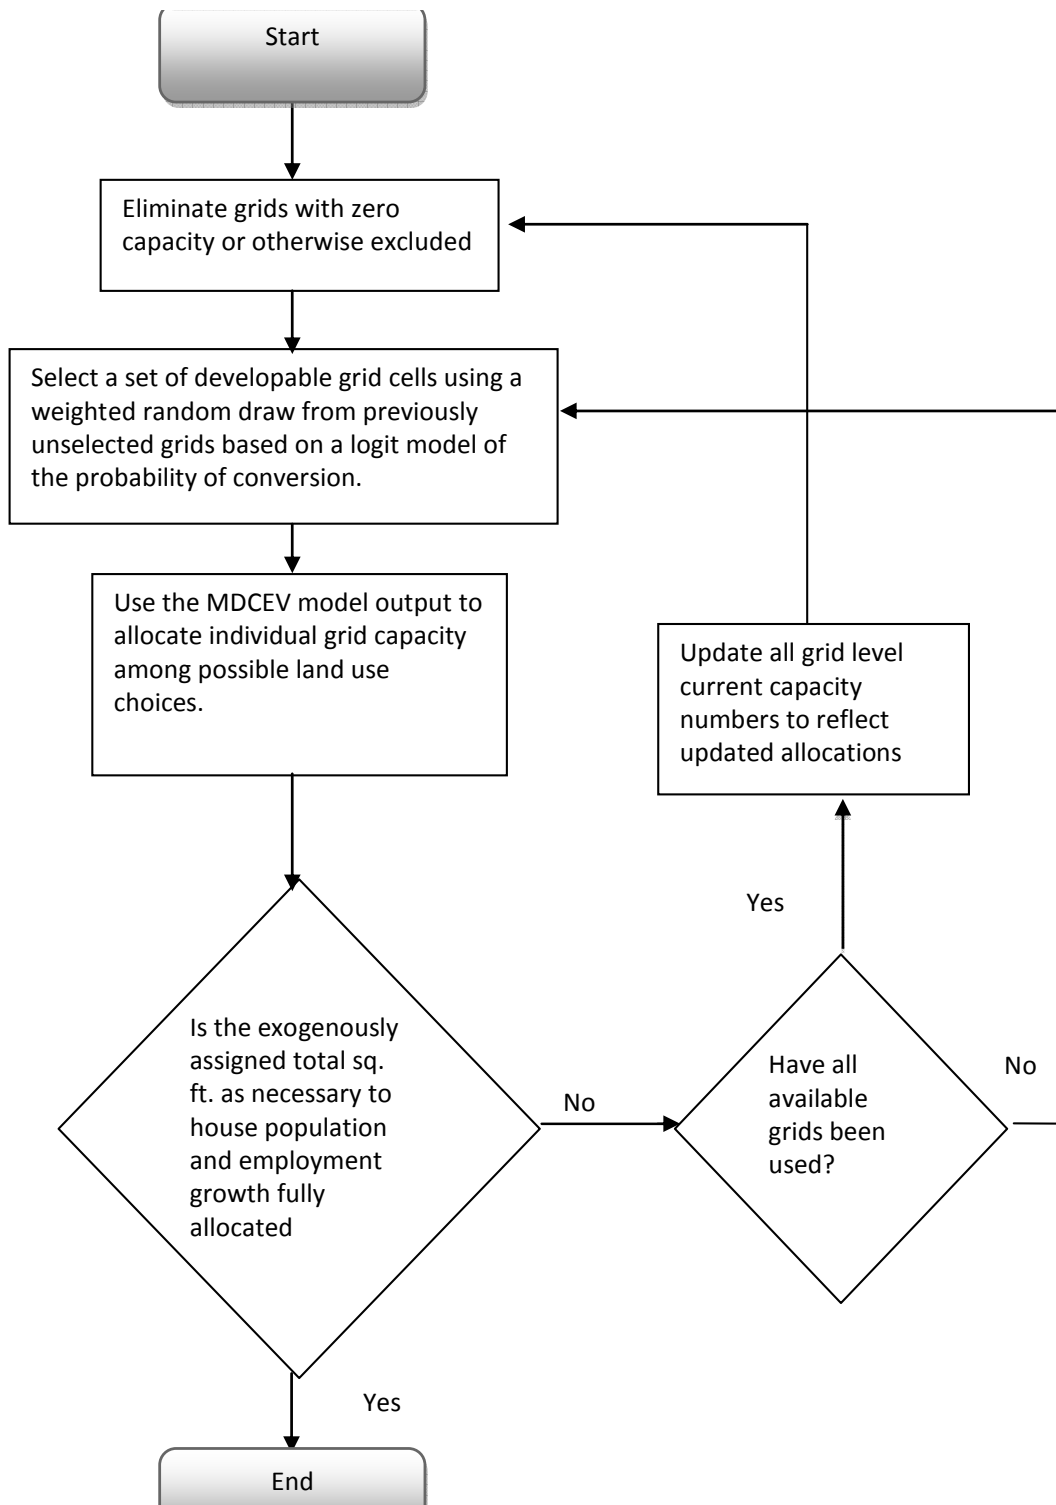 Start
Eliminate grids with zero
capacity or otherwise excluded
Select a set of developable grid cells using a
weighted random draw from previously
unselected grids based on a logit model of
the probability of conversion.
Use the MDCEV model output to
allocate individual grid capacity
among possible land use
choices.
Update all grid level
current capacity
numbers to reflect
updated allocations
Yes
Is the exogenously
assigned total sq.
ft. as necessary to
house population
and employment
growth fully
allocated
No
Have all
available
grids been
used?
No
Yes
End